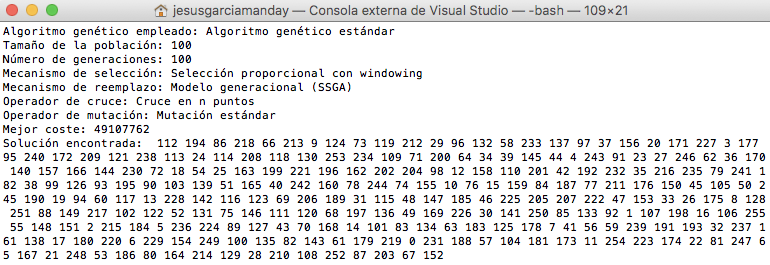 jesusgarciamanday — Consola externa de Visual Studio — -bash — 109×21
Algoritmo genético empleado: Algoritmo genético estándar
Tamaño de la población: 100
Número de generaciones: 100
Mecanismo de selección: Selección proporcional con windowing
Mecanismo de reemplazo: Modelo generacional (SSGA)
Operador de cruce: Cruce en n puntos
Operador de mutación: Mutación estándar
Mejor coste: 49107762
Solución encontrada:  112 194 86 218 66 213 9 124 73 119 212 29 96 132 58 233 137 97 37 156 20 171 227 3 177
95 240 172 209 121 238 113 24 114 208 118 130 253 234 109 71 200 64 34 39 145 44 4 243 91 23 27 246 62 36 170
 140 157 166 144 230 72 18 54 25 163 199 221 196 162 202 204 98 12 158 110 201 42 192 232 35 216 235 79 241 1
82 38 99 126 93 195 90 103 139 51 165 40 242 160 78 244 74 155 10 76 15 159 84 187 77 211 176 150 45 105 50 2
45 190 19 94 60 117 13 228 142 116 123 69 206 189 31 115 48 147 185 46 225 205 207 222 47 153 33 26 175 8 128
 251 88 149 217 102 122 52 131 75 146 111 120 68 197 136 49 169 226 30 141 250 85 133 92 1 107 198 16 106 255
 55 148 151 2 215 184 5 236 224 89 127 43 70 168 14 101 83 134 63 183 125 178 7 41 56 59 239 191 193 32 237 1
61 138 17 180 220 6 229 154 249 100 135 82 143 61 179 219 0 231 188 57 104 181 173 11 254 223 174 22 81 247 6
5 167 21 248 53 186 80 164 214 129 28 210 108 252 87 203 67 152